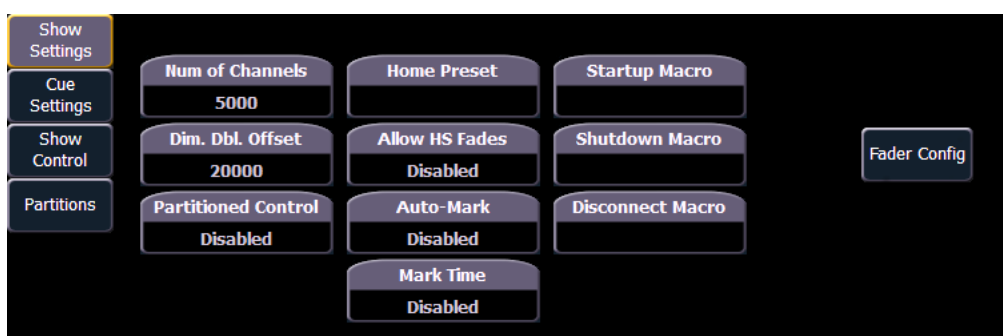 Show
Settings
Cue
Settings
Show
Control
Partitions
Num of Channels
5000
Dim. Dbl. Offset
20000
Partitioned Control
Disabled
Home Preset
Allow HS Fades
Disabled
Auto-Mark
Disabled
Mark Time
Disabled
Startup Macro
Shutdown Macro
Disconnect Macro
Fader Config